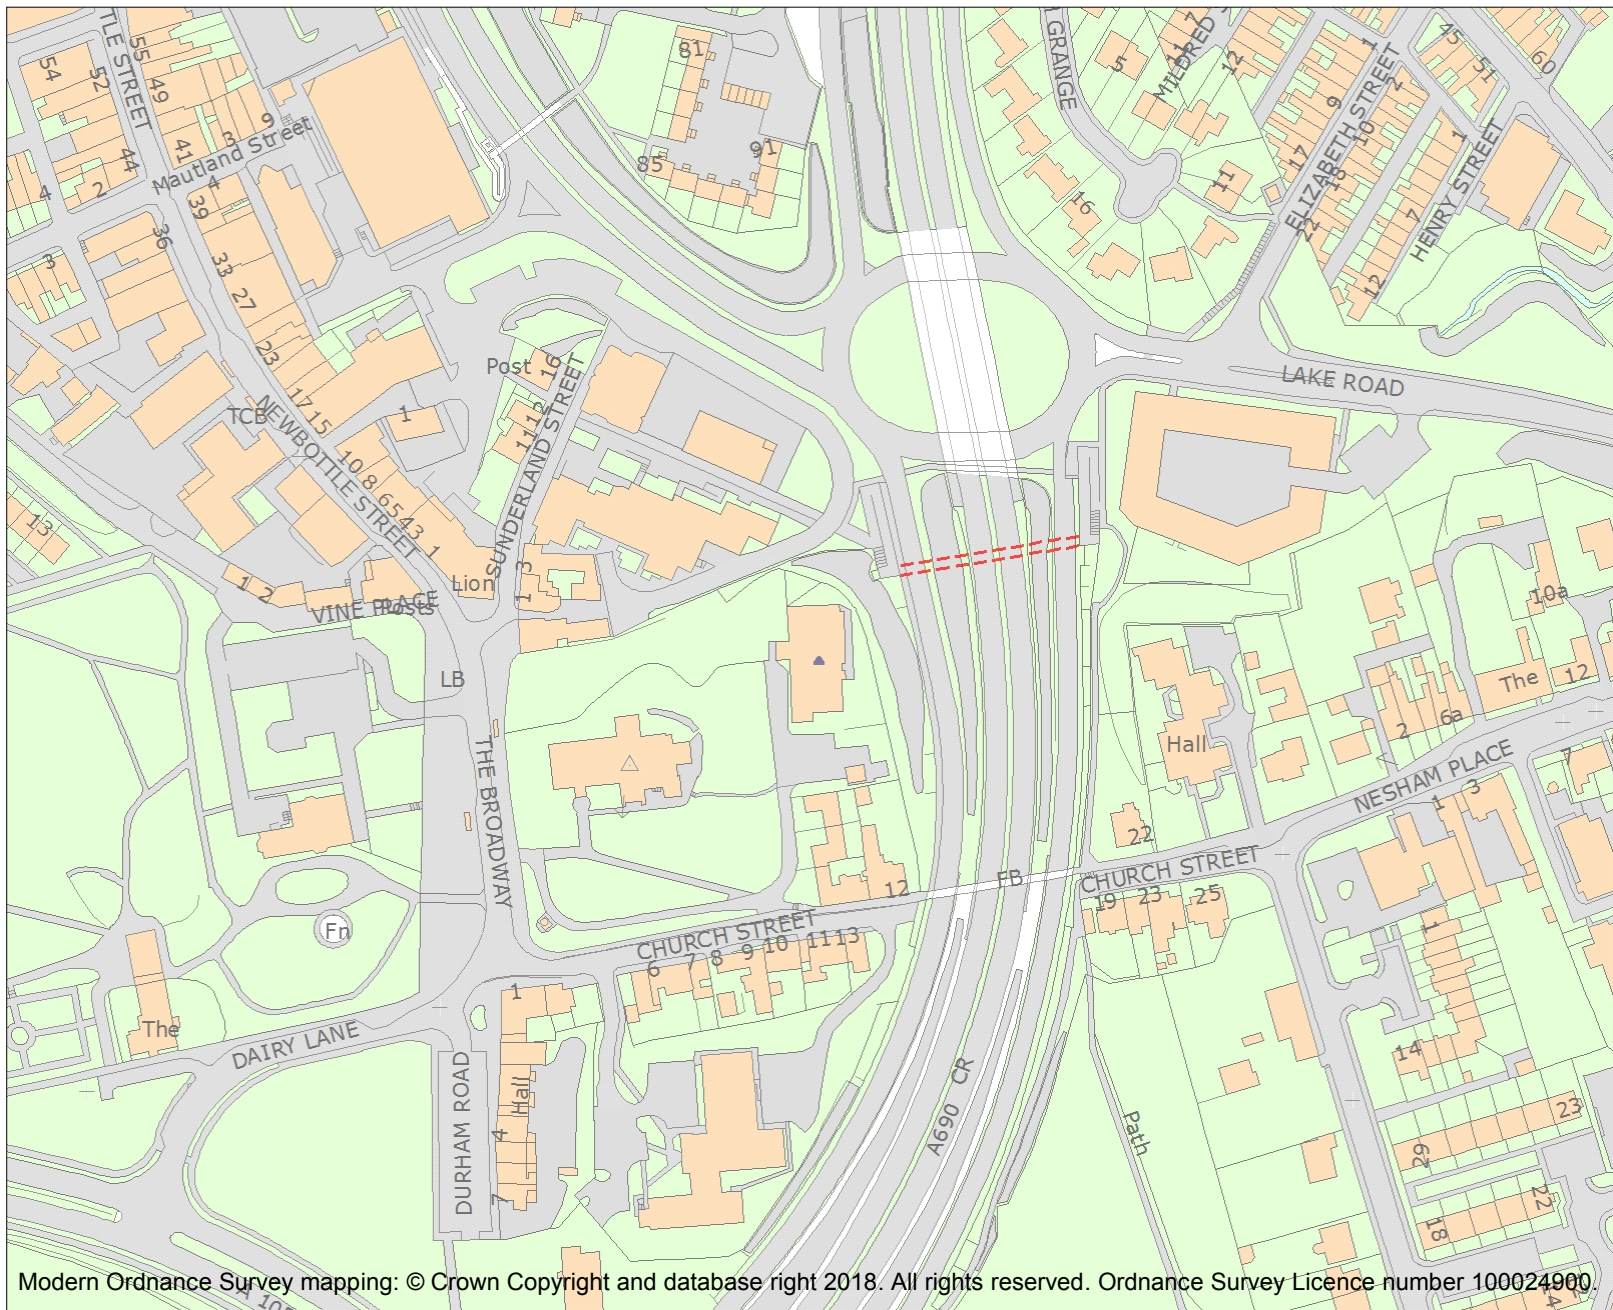 TLE STREET
55
49
54
52
41
44
3
9
Mautland Street
4
2
4
39
36
3
33
27
23
17 15
TCB
NEWBOTTLE STREET
1
10
8
6
5
4
3
1
13
1
2
VINE PLACE
Posts
Lion
LB
81
85
91
Post
16
12
11
SUNDERLAND STREET
3
1
GRANGE
5
7
11
MILDRED
12
16
11
1
2
9
10
17
18
22
ELIZABETH STREET
45
51
60
1
7
12
HENRY STREET
LAKE ROAD
10a
The
12
2
6a
Hall
NESHAM PLACE
7
1
3
22
THE BROADWAY
12
FB
CHURCH STREET
19
23
25
CHURCH STREET
6
7
8
9
10
11
13
Fn
The
DAIRY LANE
1
Hall
4
7
DURHAM ROAD
A690
CR
Path
1
14
23
29
22
18
Modern Ordnance Survey mapping: © Crown Copyright and database right 2018. All rights reserved. Ordnance Survey Licence number 100024900.